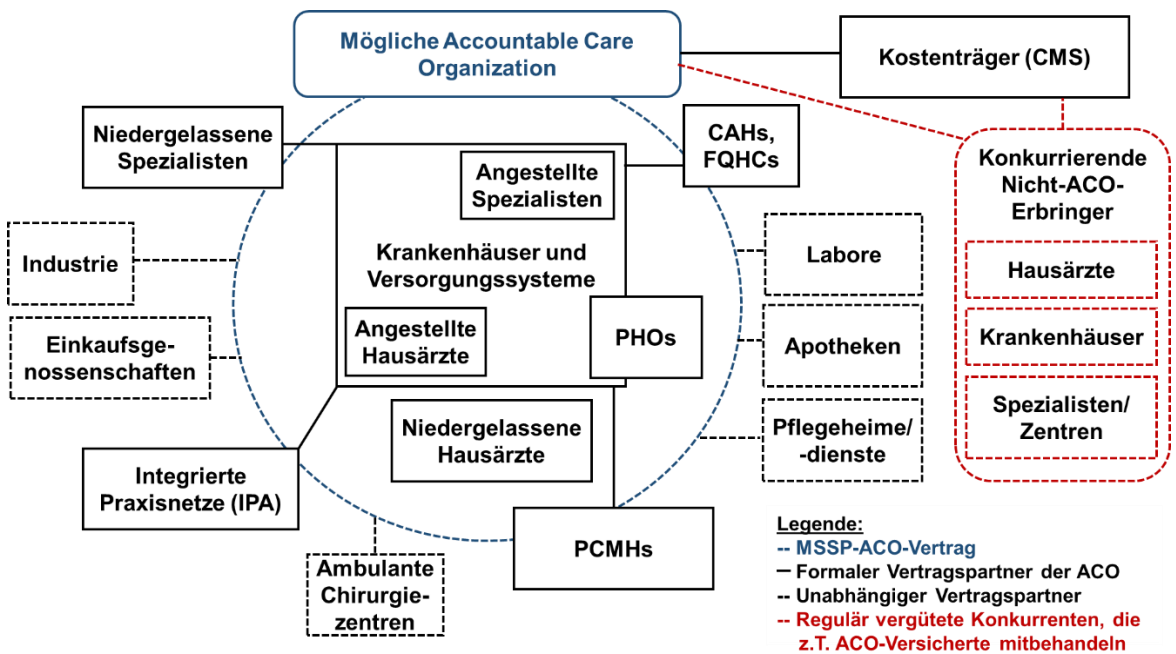 Mögliche Accountable Care
Organization
Kostenträger (CMS)
Niedergelassene
Spezialisten
CAHs,
FQHCs
Angestellte
Spezialisten
Konkurrierende
Nicht-ACO-
Erbringer
Industrie
Krankenhäuser und
Versorgungssysteme
Labore
Hausärzte
Einkaufsge-
nossenschaften
Angestellte
Hausärzte
PHOs
Apotheken
Krankenhäuser
Niedergelassene
Hausärzte
Pflegeheime/
-dienste
Spezialisten/
Zentren
Integrierte
Praxisnetze (IPA)
PCMHs
Ambulante
Chirurgie-
zentren
Legende:
-- MSSP-ACO-Vertrag
– Formaler Vertragspartner der ACO
-- Unabhängiger Vertragspartner
-- Regulär vergütete Konkurrenten, die
z.T. ACO-Versicherte mitbehandeln